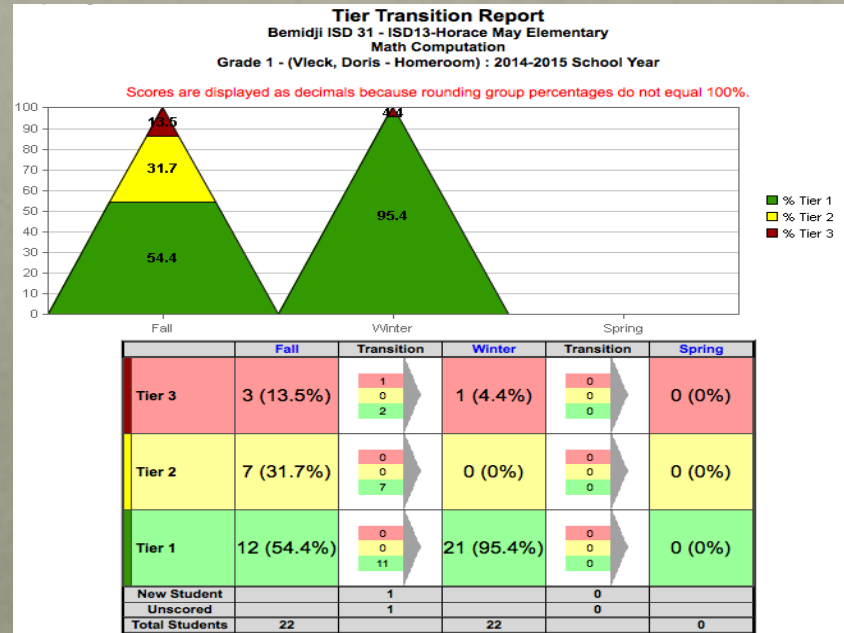 Tier Transition Report
Bemidji ISD 31 - ISD13-Horace May Elementary
Math Computation
Grade 1 - (Vleck, Doris - Homeroom) : 2014-2015 School Year
Scores are displayed as decimals because rounding group percentages do not equal 100%.
100
90
80
70
60
50
40
30
20
10
0
13.5
31.7
54.4
4.4
95.4
% Tier 1
% Tier 2
% Tier 3
Fall Winter Spring
Fall Transition Winter Transition Spring
Tier 3 3 (13.5%) 1 0 2 1 (4.4%) 0 0 0 0 (0%)
Tier 2 7 (31.7%) 0 0 7 0 (0%) 0 0 0 0 (0%)
Tier 1 12 (54.4%) 0 0 11 21 (95.4%) 0 0 0 0 (0%)
New Student 1 0
Unscored 1 0
Total Students 22 22 0